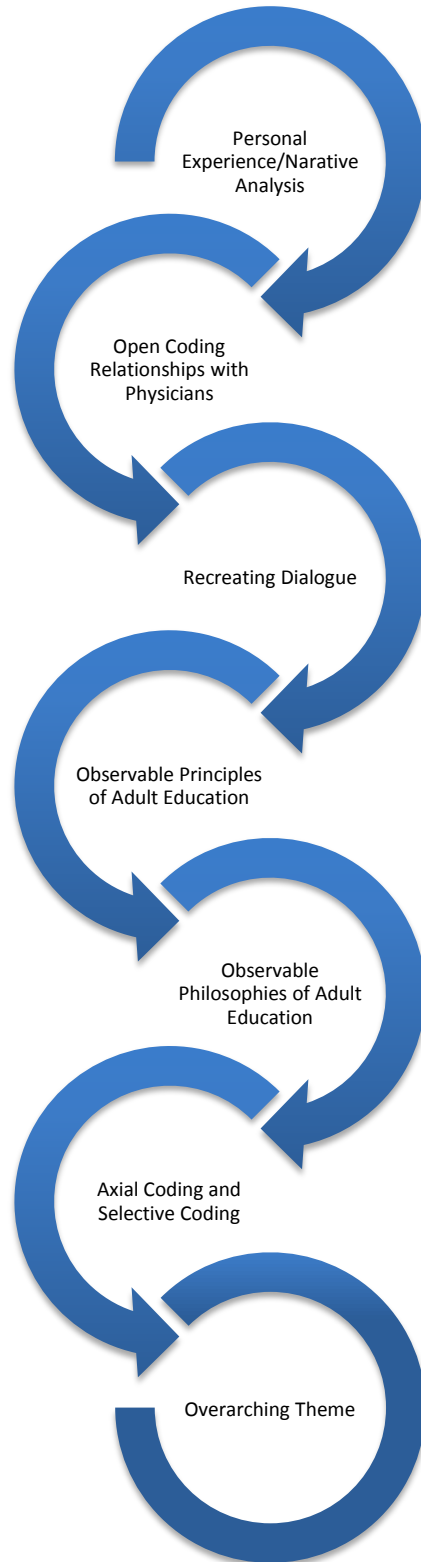 Personal
Experience/Narative
Analysis
Open Coding
Relationships with
Physicians
Recreating Dialogue
Observable Principles
of Adult Education
Observable
Philosophies of Adult
Education
Axial Coding and
Selective Coding
Overarching Theme